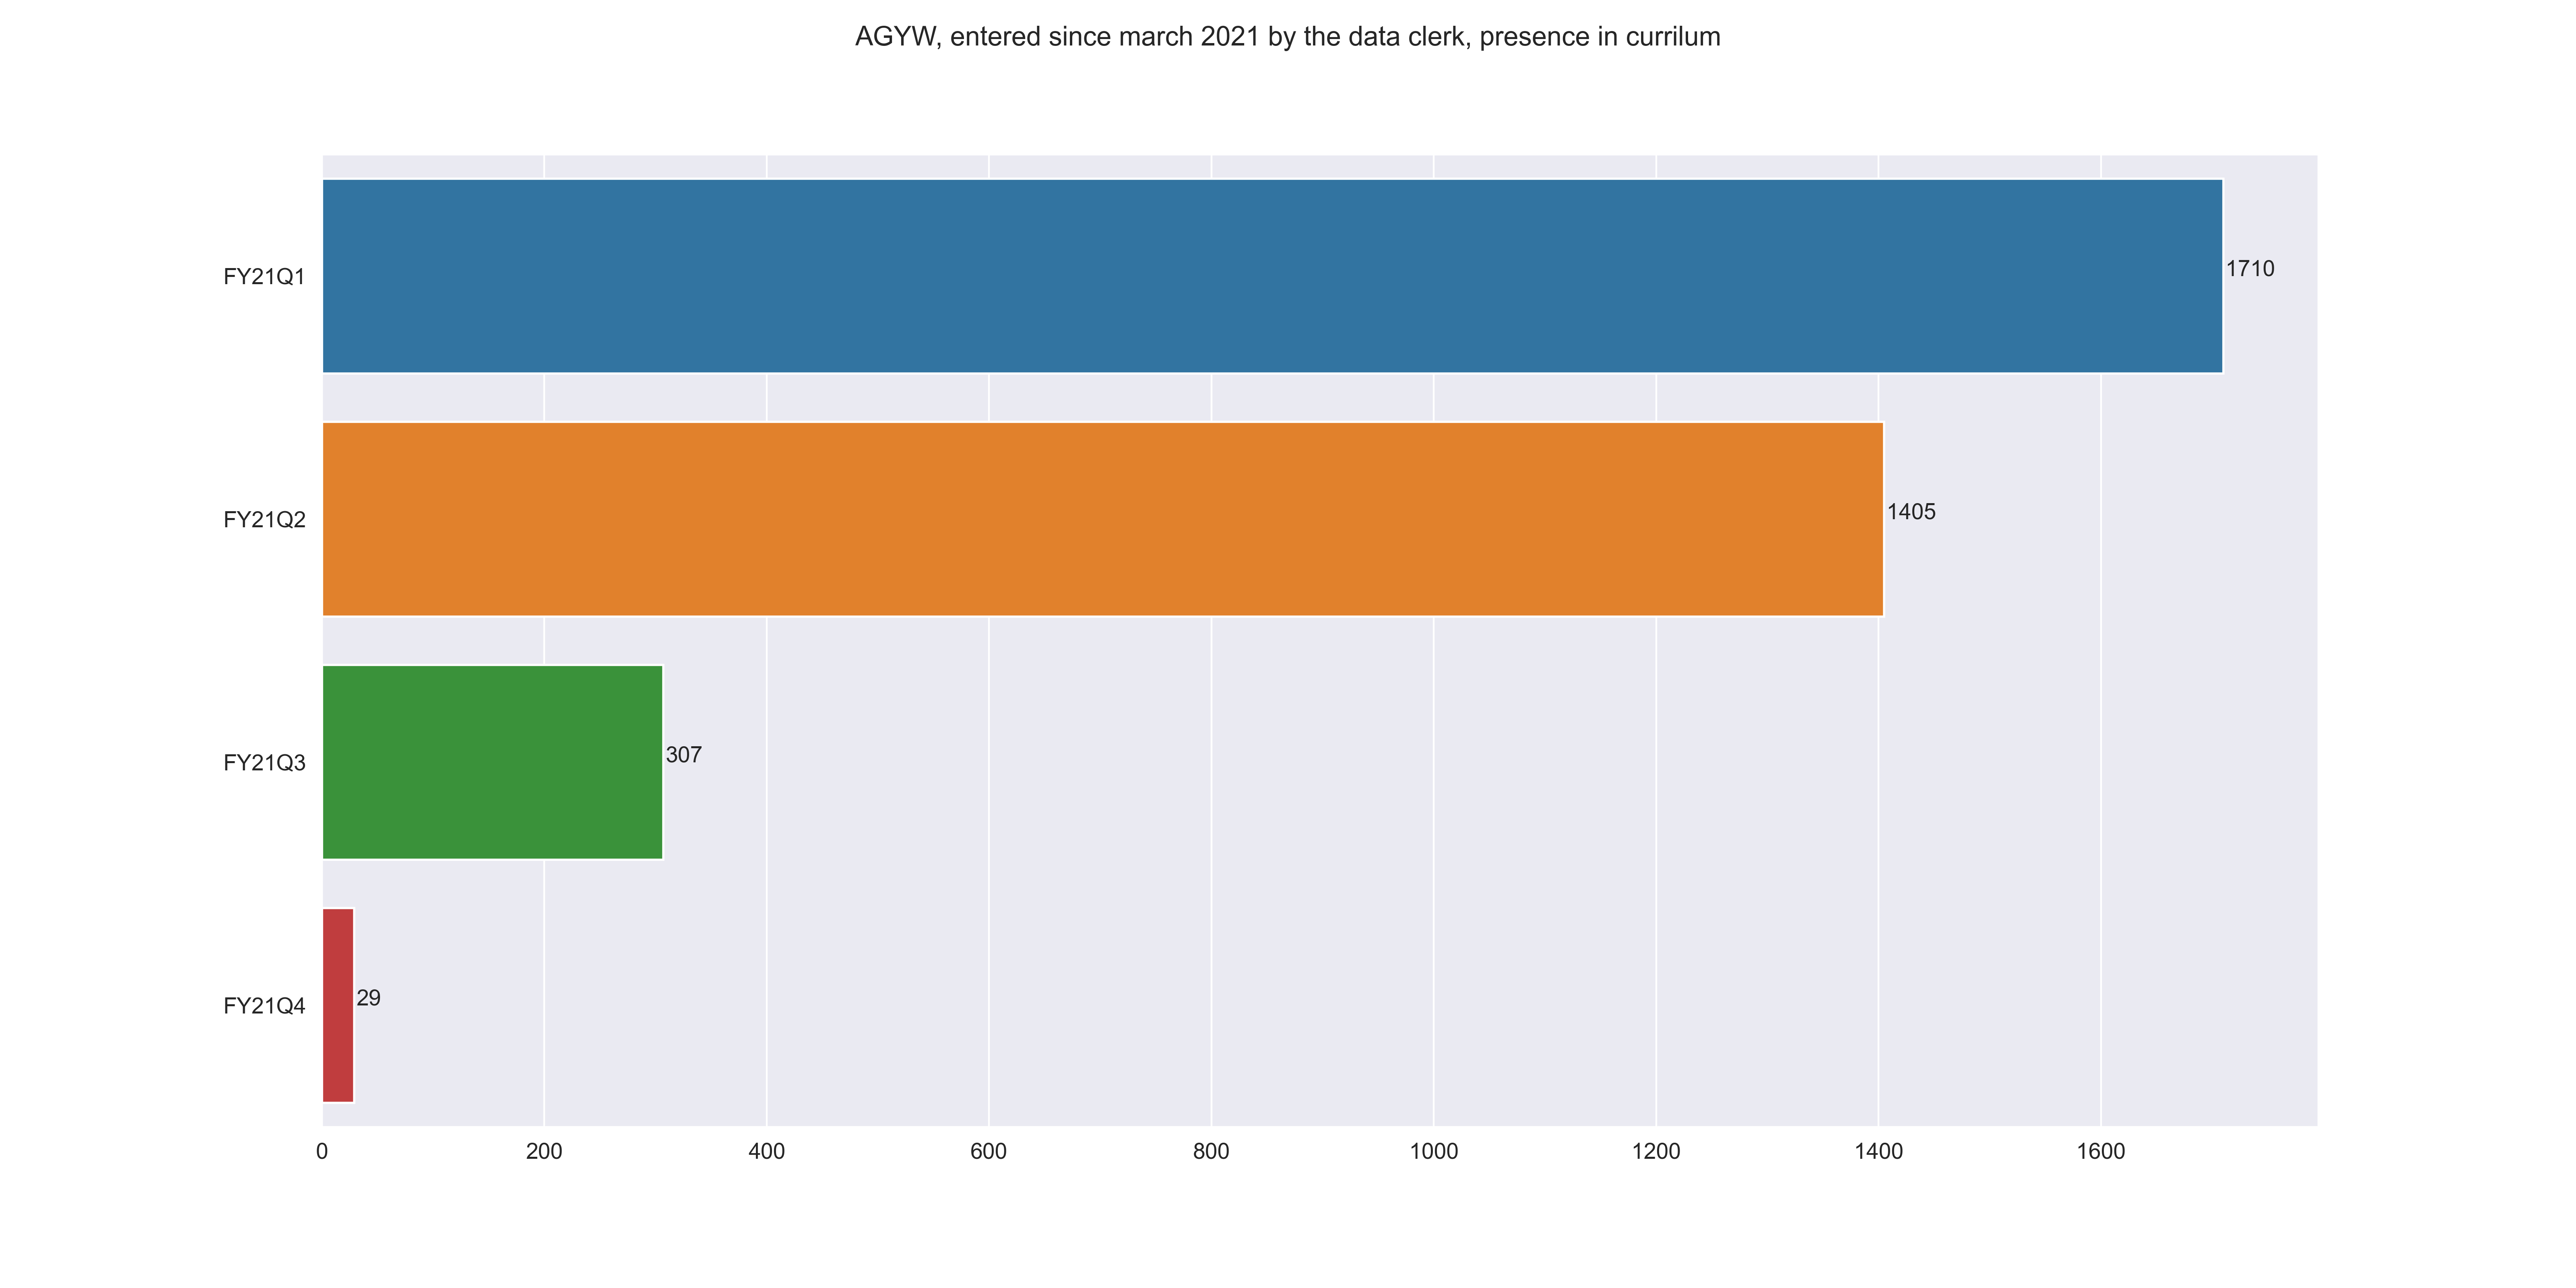 AGYW, entered since march 2021 by the data clerk, presence in currilum
FY21Q1
1710
FY21Q2
1405
FY21Q3
307
FY21Q4
29
0 200 400 600 800 1000 1200 1400 1600